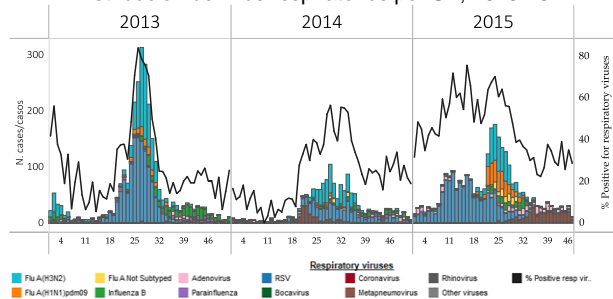 2013 2014 2015
300
200
100
0
N. cases/casos
80
60
40
20
0
% Positive for respiratory viruses
4 11 18 25 32 39 46 4 11 18 25 32 39 46 4 11 18 25 32 39 46
Respiratory viruses
Flu A(H3N2) Flu A Not Subtyped Adenovirus RSV Coronavirus Rhinovirus % Positive resp vir..
Flu A(H1N1)pdm09 Influenza B Parainfluenza Bocavirus Metapneumovirus Other viruses